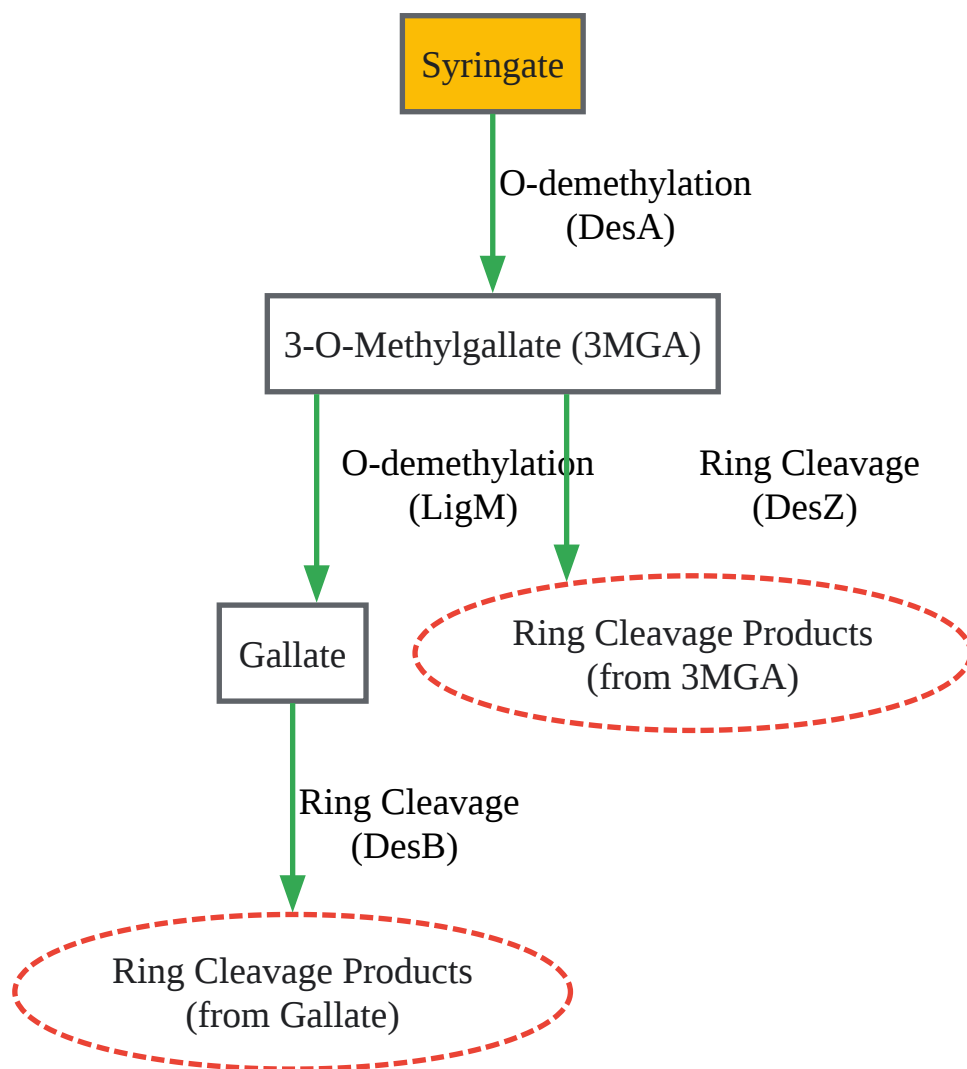 Syringate
O-demethylation
(DesA)
3-O-Methylgallate (3MGA)
O-demethylation
(LigM)
Ring Cleavage
(DesZ)
Gallate
Ring Cleavage Products
(from 3MGA)
Ring Cleavage
(DesB)
Ring Cleavage Products
(from Gallate)